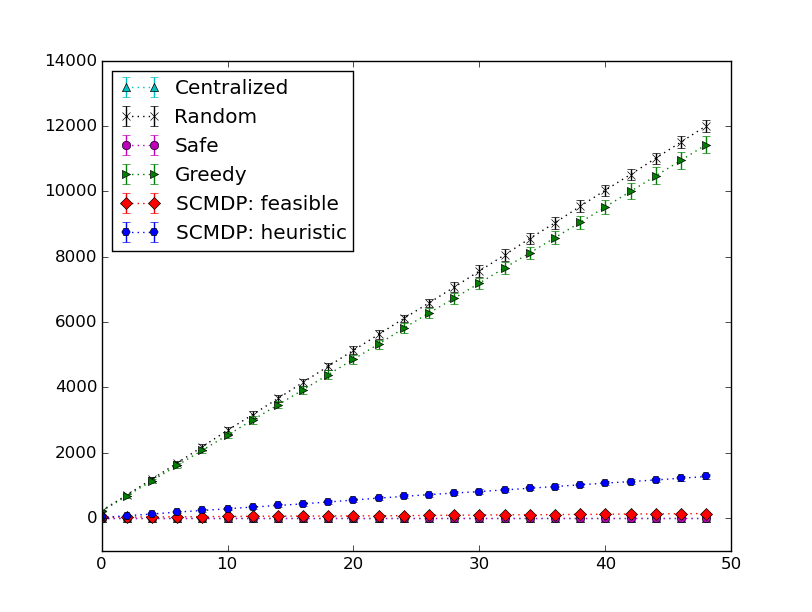 14000
12000
10000
8000
6000
4000
2000
0
Centralized
Random
Safe
Greedy
SCMDP: feasible
SCMDP: heuristic
0 10 20 30 40 50